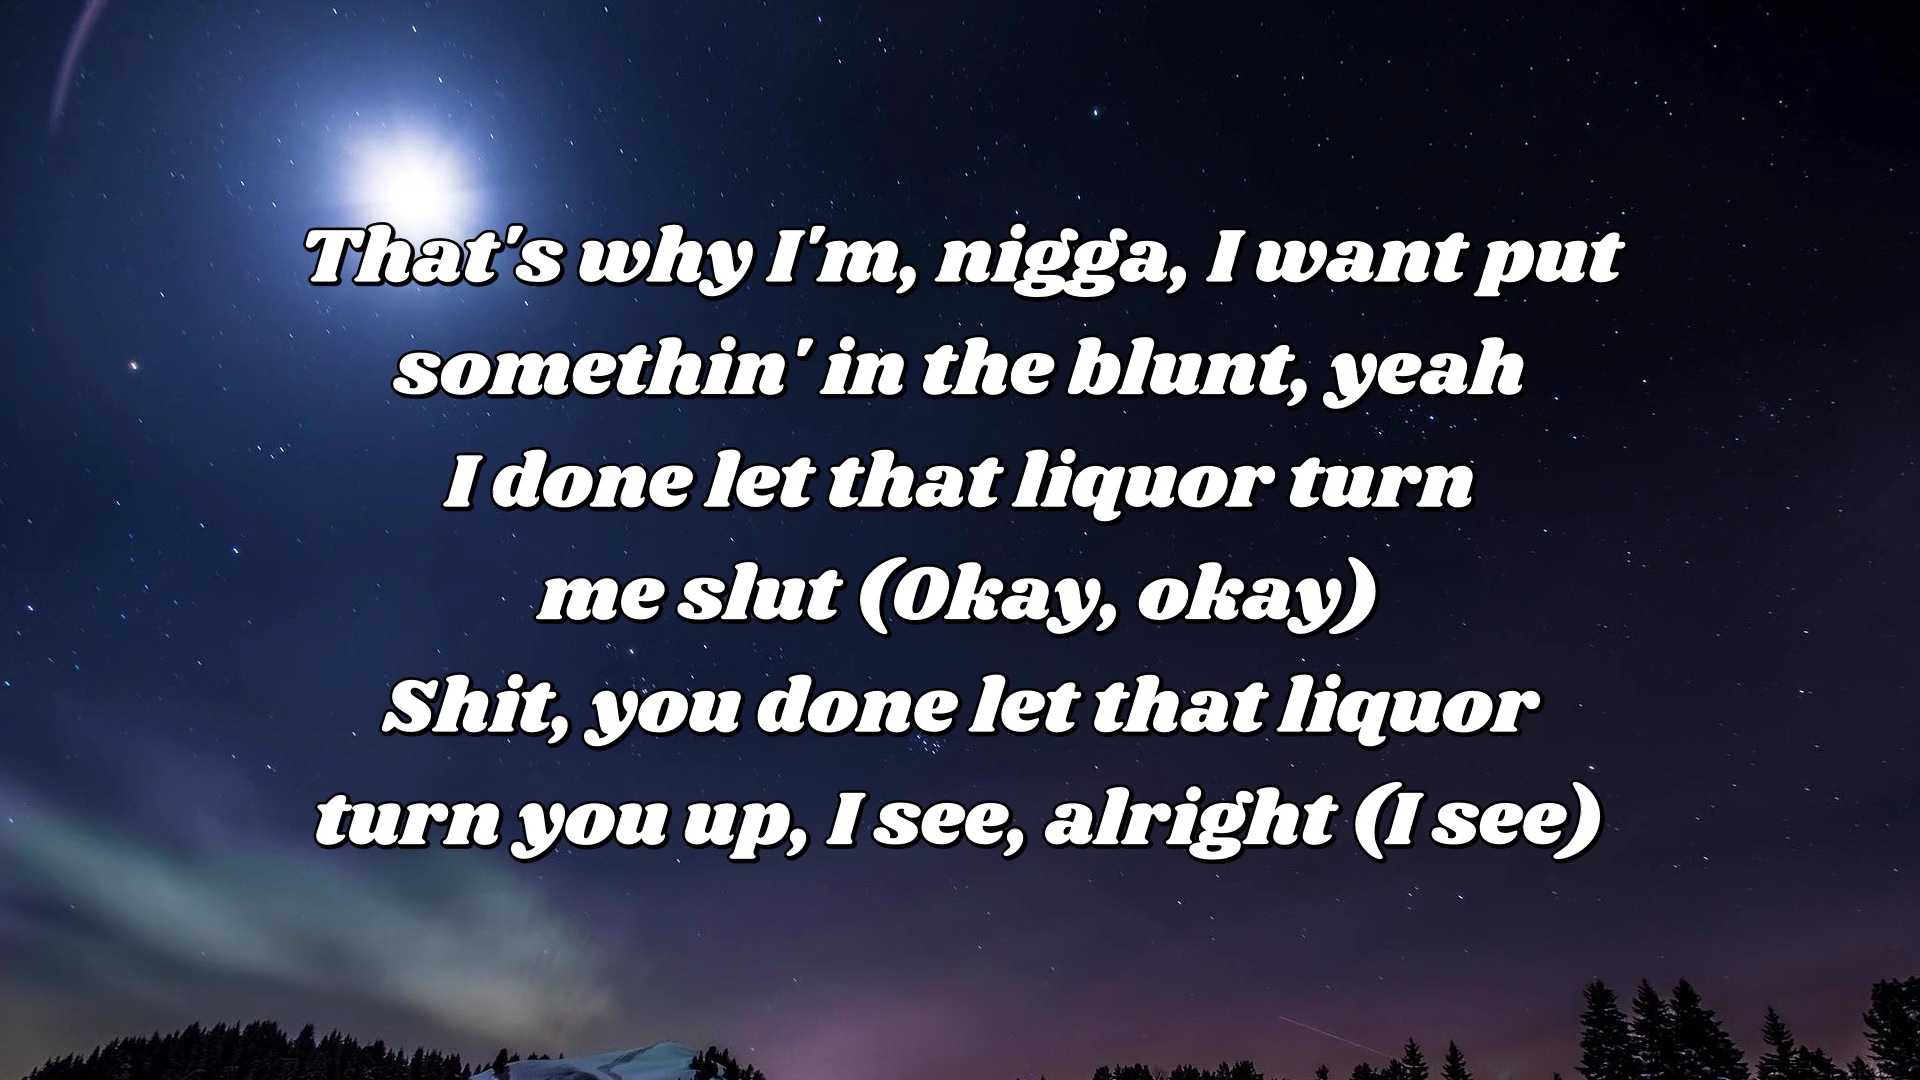 That's why I'm, nigga, I want put
somethin' in the blunt, yeah
I done let that liquor turn
me slut (Okay, okay)
Shit, you done let that liquor
turn you up, I see, alright (I see)